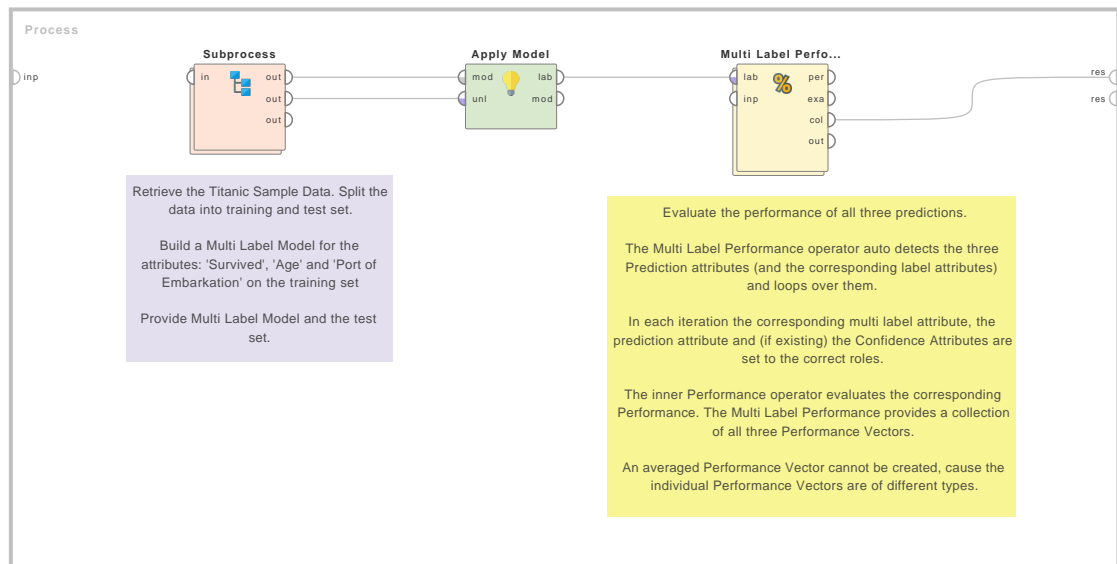 Process
Subprocess
Apply Model
Multi Label Perfo...
inp
in
out
out
out
mod
lab
unl
mod
lab
per
inp
exa
col
out
res
res
Retrieve the Titanic Sample Data. Split the
data into training and test set.
Build a Multi Label Model for the
attributes: 'Survived', 'Age' and 'Port of
Embarkation' on the training set
Provide Multi Label Model and the test
set.
Evaluate the performance of all three predictions.
The Multi Label Performance operator auto detects the three
Prediction attributes (and the corresponding label attributes)
and loops over them.
In each iteration the corresponding multi label attribute, the
prediction attribute and (if existing) the Confidence Attributes are
set to the correct roles.
The inner Performance operator evaluates the corresponding
Performance. The Multi Label Performance provides a collection
of all three Performance Vectors.
An averaged Performance Vector cannot be created, cause the
individual Performance Vectors are of different types.